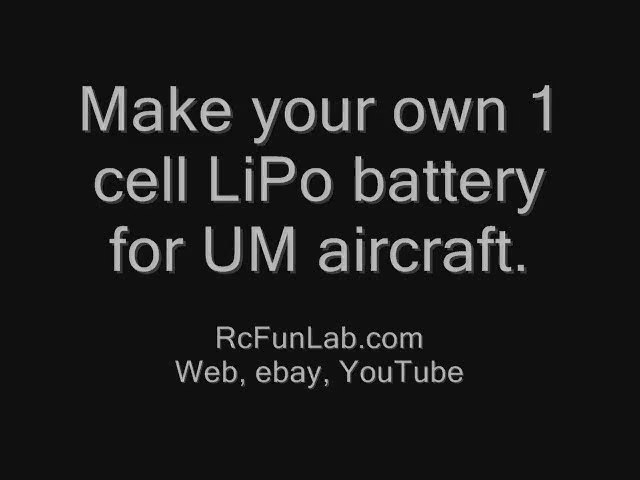 Make your own 1
cell LiPo battery
for UM aircraft.
RcFunLab.com
Web, ebay, YouTube